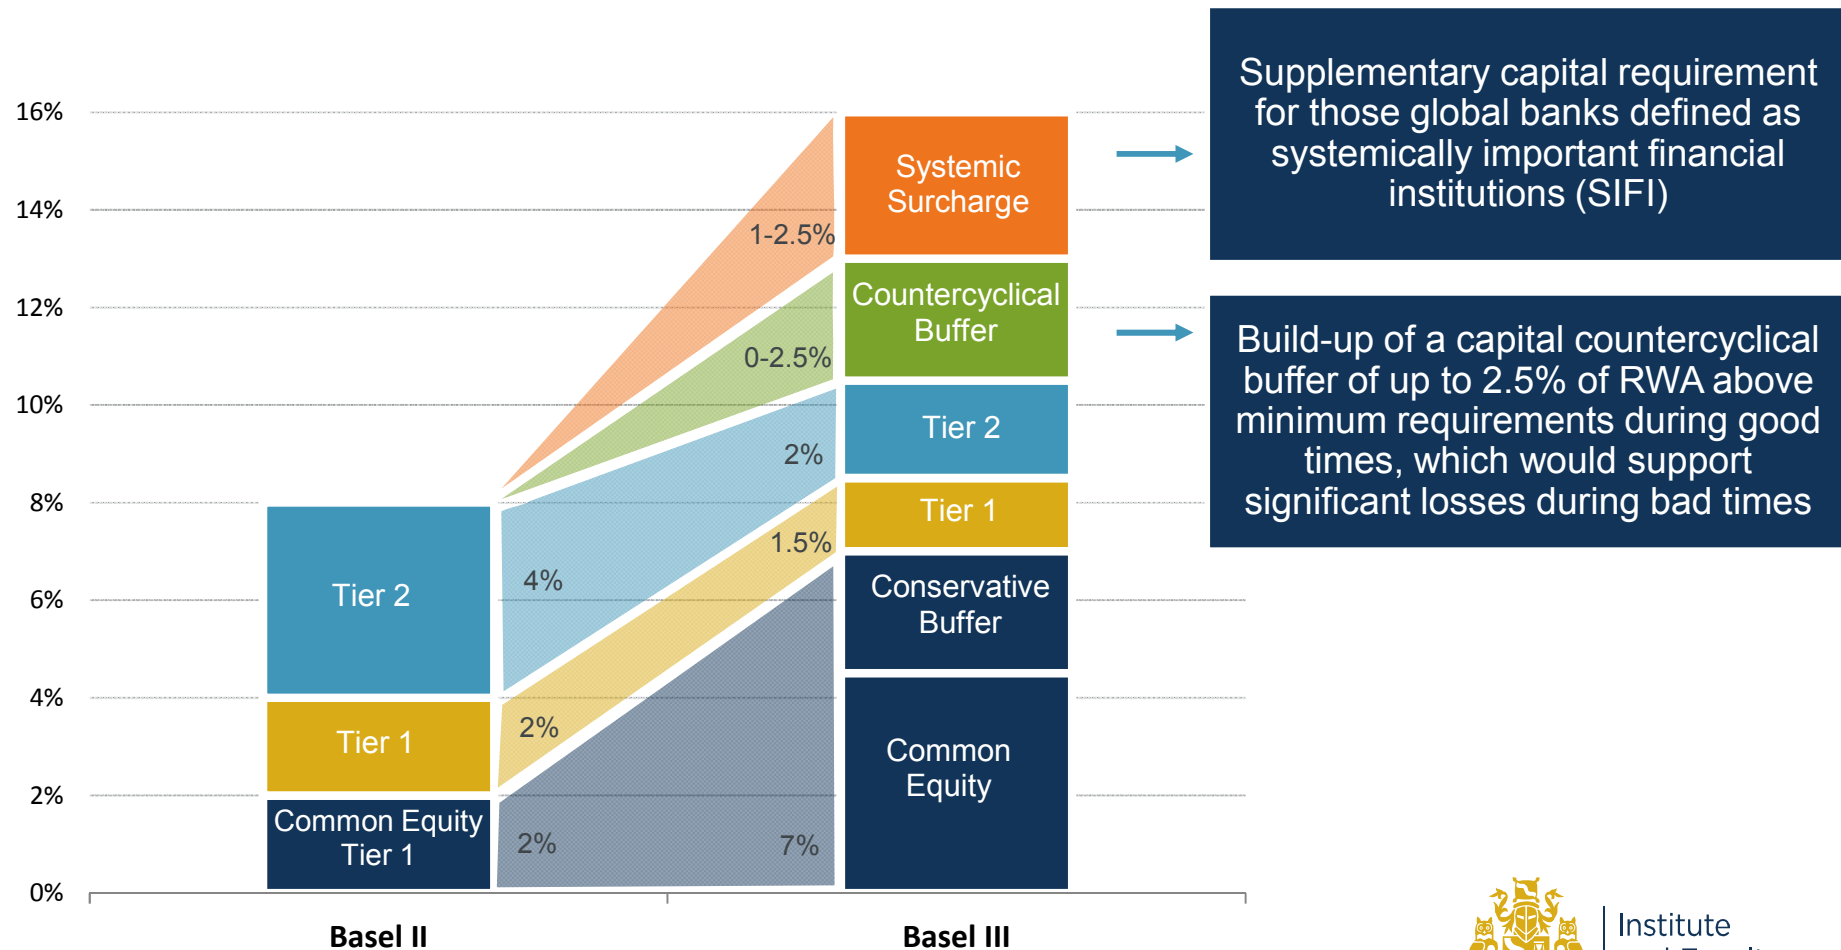 16%
14%
12%
10%
8%
6%
4%
2%
0%
Tier 2
Tier 1
Common Equity
Tier 1
4%
2%
2%
1-2.5%
0-2.5%
2%
1.5%
7%
Systemic
Surcharge
Countercyclical
Buffer
Tier 2
Tier 1
Conservative
Buffer
Common
Equity
Basel II
Basel III
Supplementary capital requirement
for those global banks defined as
systemically important financial
institutions (SIFI)
Build-up of a capital countercyclical
buffer of up to 2.5% of RWA above
minimum requirements during good
times, which would support
significant losses during bad times
Institute